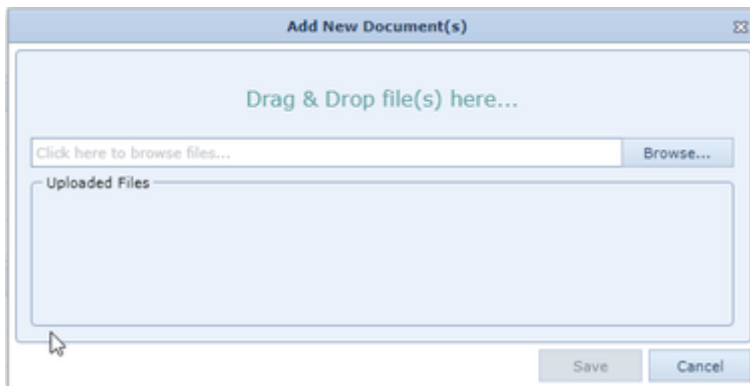 Add New Document(s)
Drag & Drop file(s) here...
Click here to browse files...
Browse...
Uploaded Files
Save
Cancel